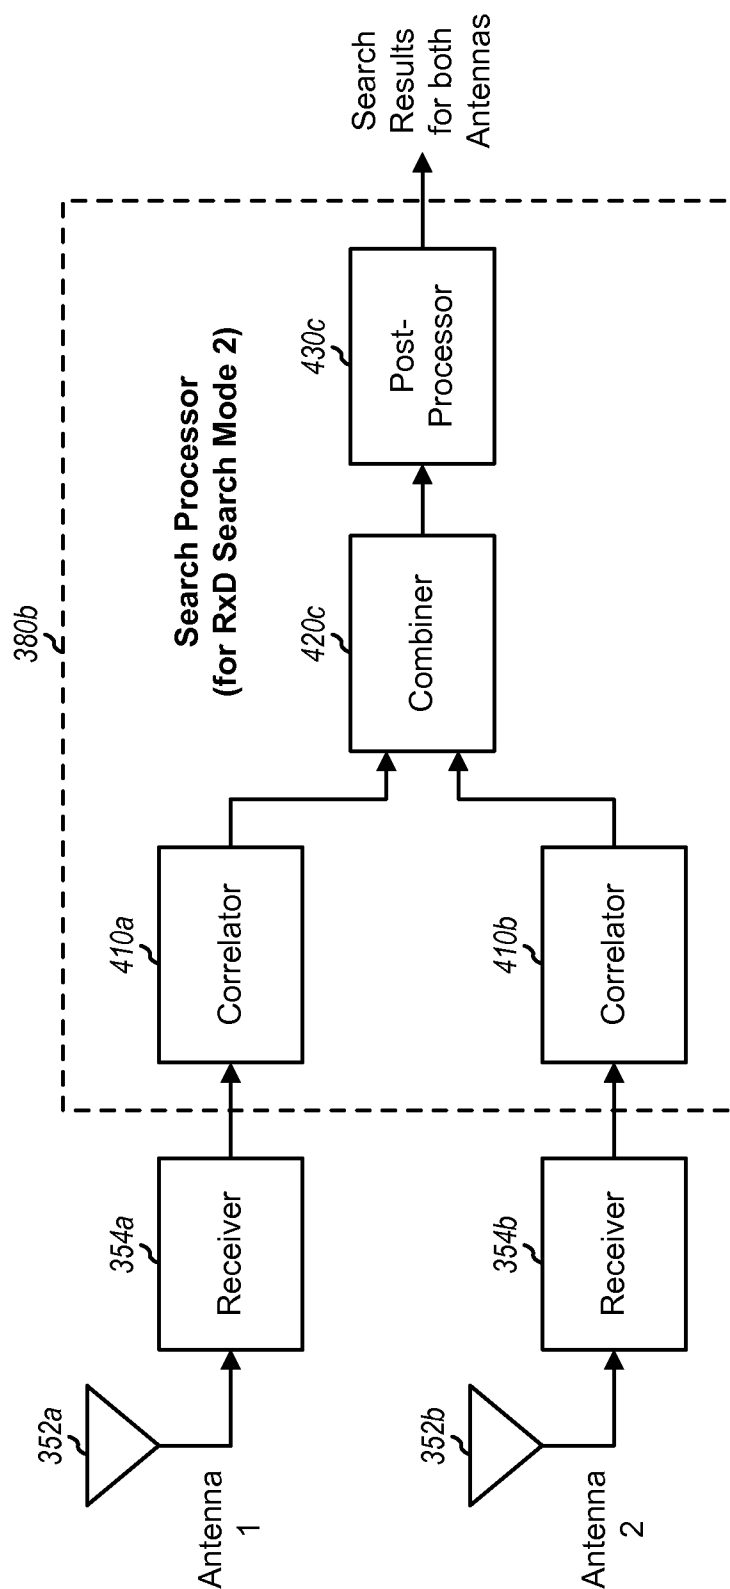 380b
Search Processor
(for RxD Search Mode 2)
352a
Antenna
1
354a
Receiver
410a
Correlator
420c
Combiner
430c
Post-
Processor
Search
Results
for both
Antennas
352b
Antenna
2
354b
Receiver
410b
Correlator